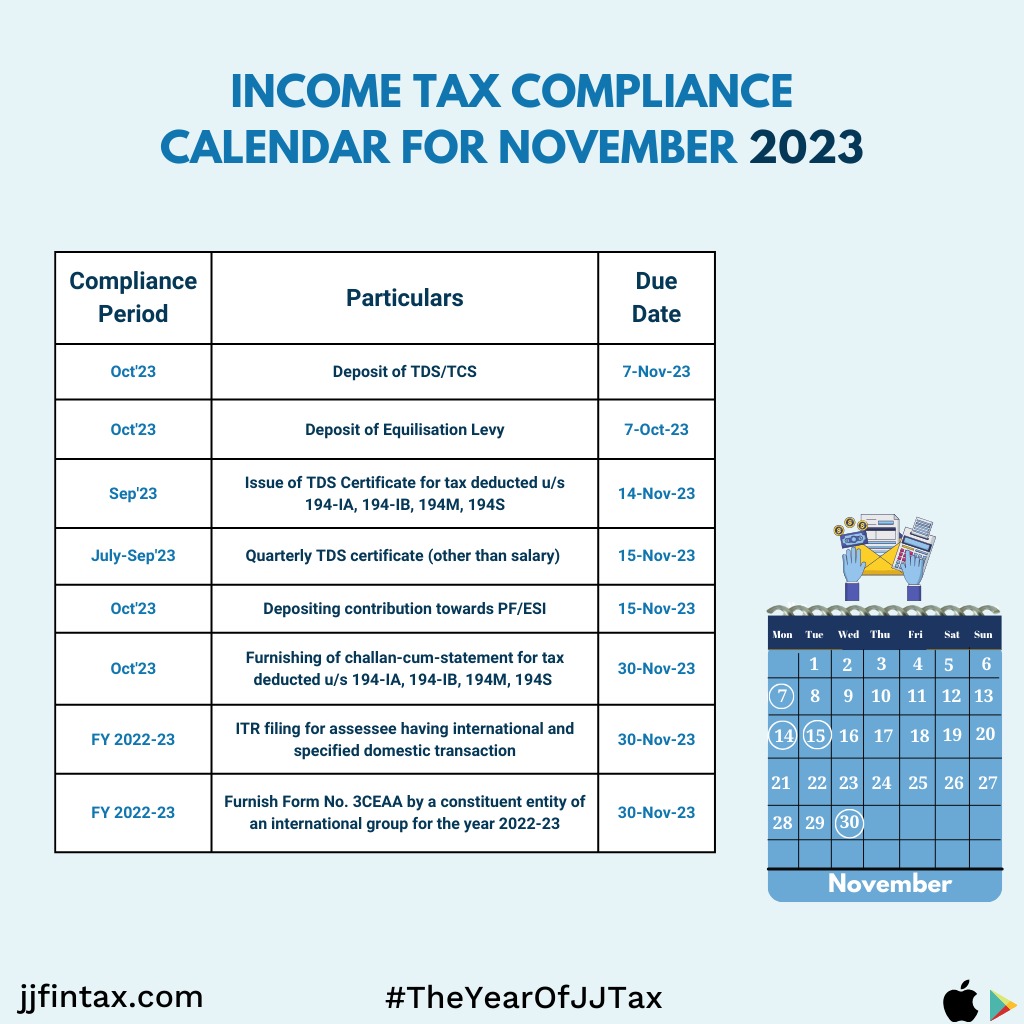 INCOME TAX COMPLIANCE
CALENDAR FOR NOVEMBER 2023
Compliance
Period
Particulars
Due
Date
Oct'23
Deposit of TDS/TCS
7-Nov-23
Oct'23
Deposit of Equilisation Levy
7-Oct-23
Sep'23
Issue of TDS Certificate for tax deducted u/s
194-IA, 194-IB, 194M, 194S
14-Nov-23
July-Sep'23
Quarterly TDS certificate (other than salary)
15-Nov-23
Oct'23
Depositing contribution towards PF/ESI
15-Nov-23
Oct'23
Furnishing of challan-cum-statement for tax
deducted u/s 194-IA, 194-IB, 194M, 194S
30-Nov-23
FY 2022-23
ITR filing for assessee having international and
specified domestic transaction
30-Nov-23
FY 2022-23
Furnish Form No. 3CEAA by a constituent entity of
an international group for the year 2022-23
30-Nov-23
Mon Tue Wed Thu Fri Sat Sun
1 2 3 4 5 6
7 8 9 10 11 12 13
14 15 16 17 18 19 20
21 22 23 24 25 26 27
28 29 30
November
jjfintax.com
#TheYearOfJJTax